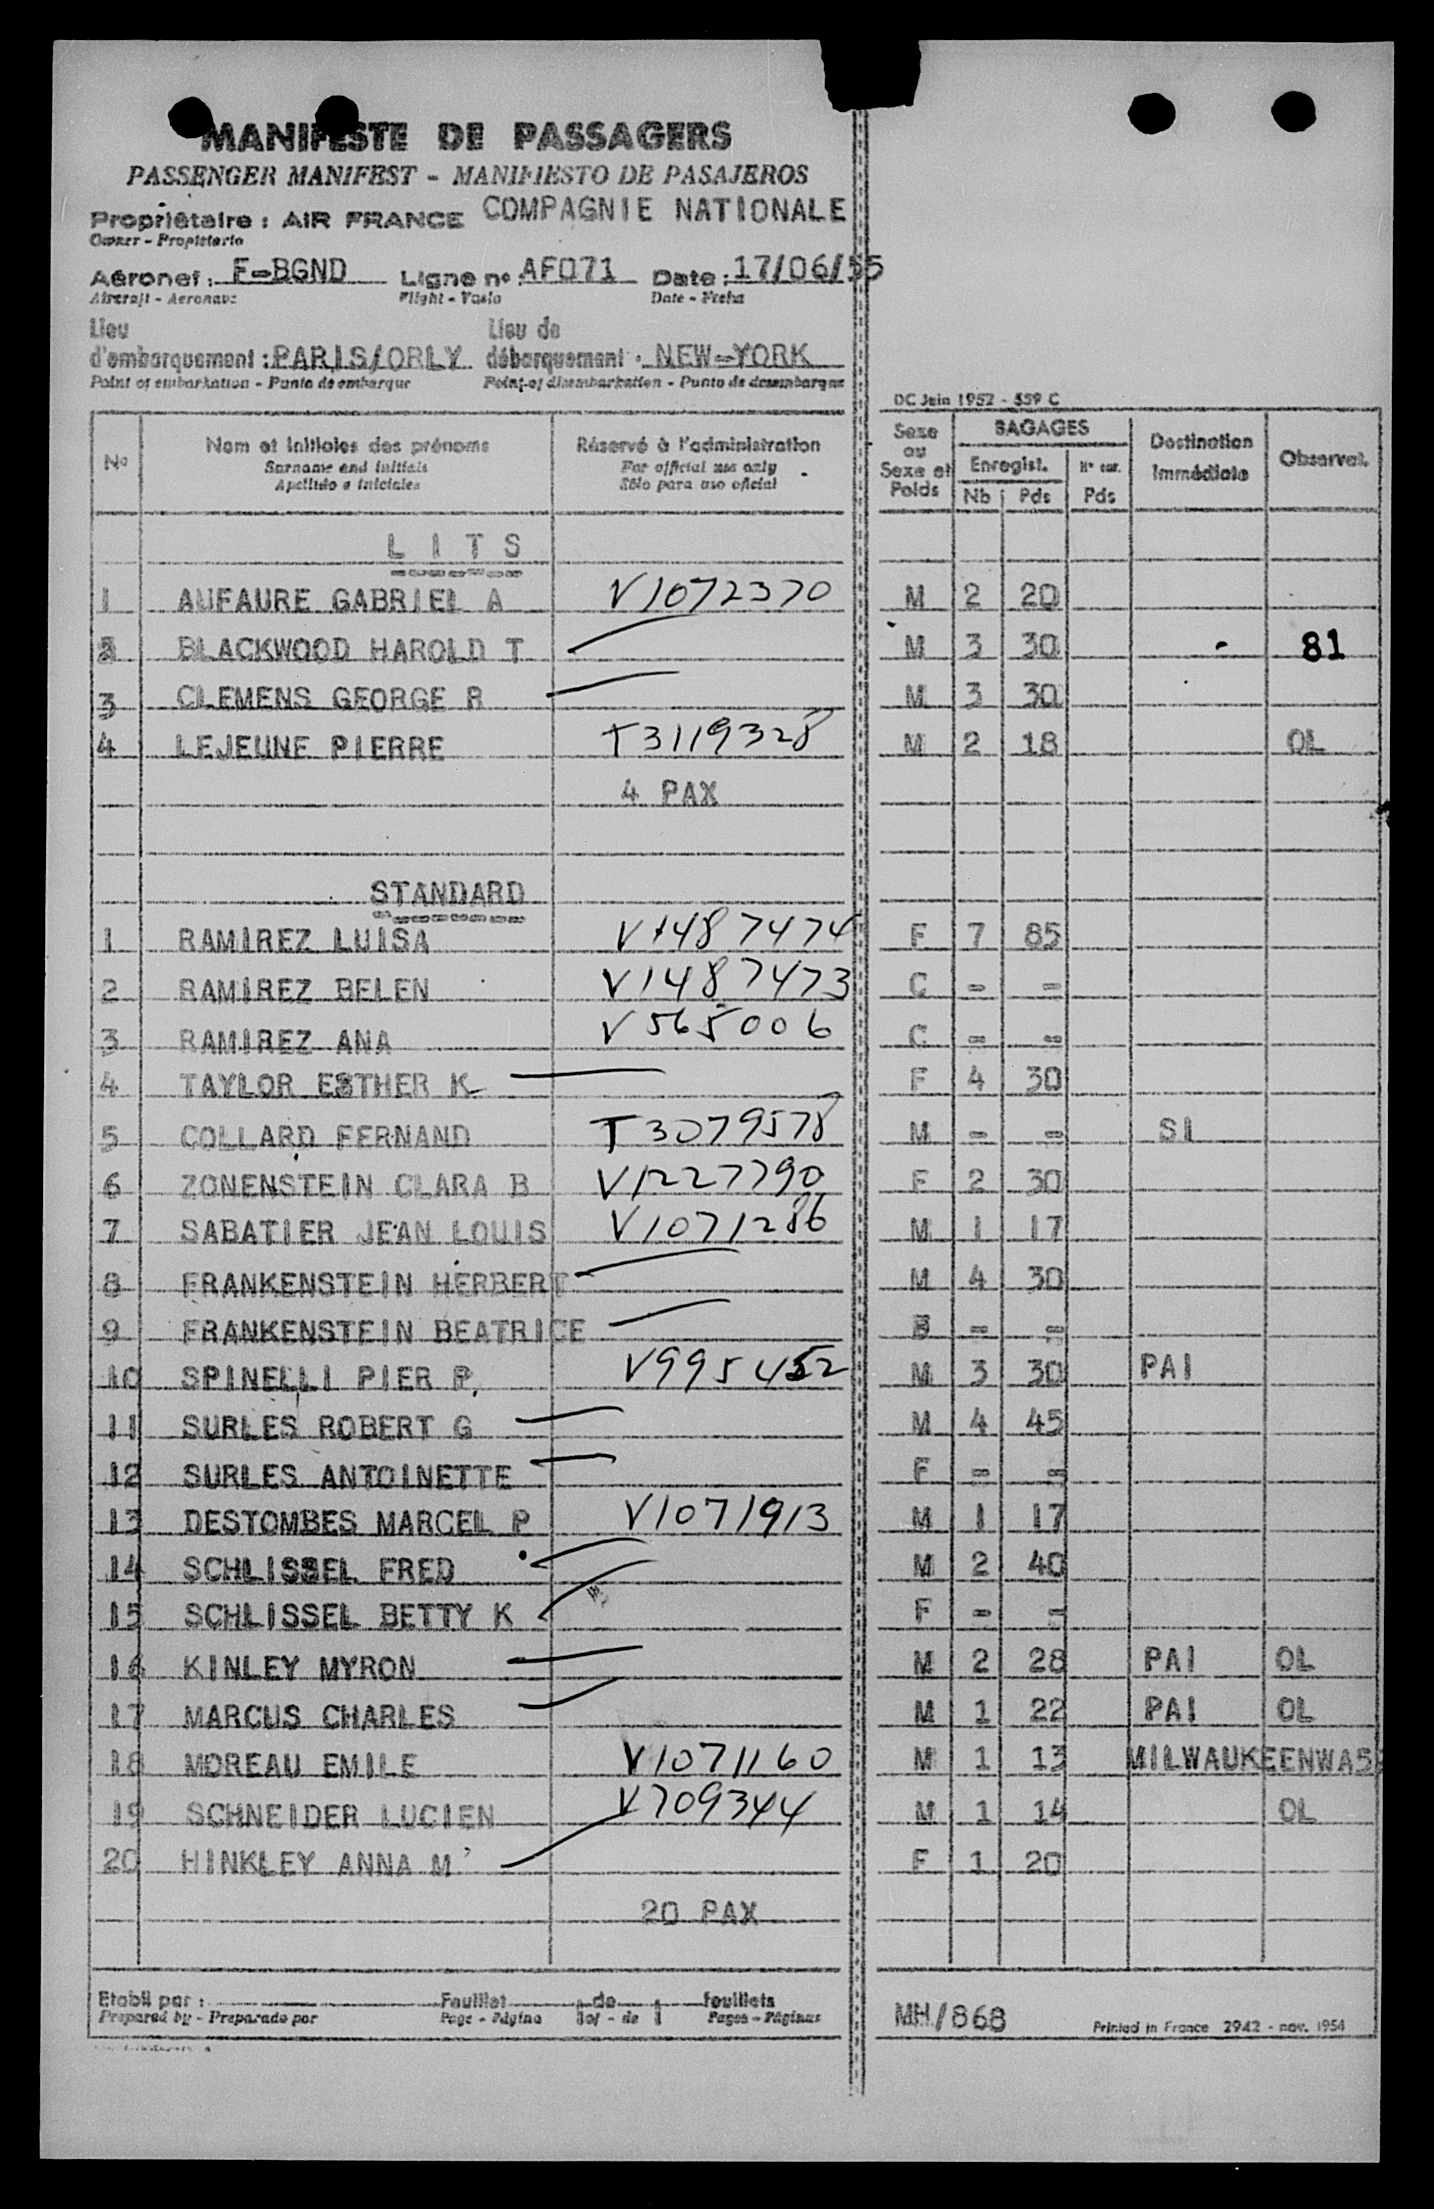 MANIFESTE DE PASSAGERS
PASSENGER MANIFEST - MANIFIESTO DE PASAJEROS
Propriétaire : AIR FRANCE COMPAGNIE NATIONALE
Owner - Propietario
Aéronef : F-BGND Ligne n° : AF071 Date : 17/06/55
Aircraft - Aeronave Flight - Vuelo Date - Fecha
Lieu d'embarquement : PARIS/ORLY Lieu de débarquement : NEW-YORK
Point of embarkation - Punto de embarque Point of disembarkation - Punto de desembarque
DC Juin 1952 - 559 C
N° Nom et initiales des prénoms Réservé à l'administration Sexe ou Sexe et Poids BAGAGES Enregist. Nb Pds Pds Destination Immédiate Observat.
Surname and initials For official use only
Apellido e iniciales Sólo para uso oficial
LITS
1 AUFAURE GABRIEL A V1072370 M 2 20
2 BLACKWOOD HAROLD T M 3 30 - 81
3 CLEMENS GEORGE R M 3 30
4 LEJEUNE PIERRE T3119328 M 2 18 OL
4 PAX
STANDARD
1 RAMIREZ LUISA V1487474 F 7 85
2 RAMIREZ BELEN V1487473 C - -
3 RAMIREZ ANA V565006 C - -
4 TAYLOR ESTHER K F 4 30
5 COLLARD FERNAND T3079578 M - - SI
6 ZONENSTEIN CLARA B V1227790 F 2 30
7 SABATIER JEAN LOUIS V1071286 M 1 17
8 FRANKENSTEIN HERBERT M 4 30
9 FRANKENSTEIN BEATRICE - -
10 SPINELLI PIER P. V995452 M 3 30 PAI
11 SURLES ROBERT G M 4 45
12 SURLES ANTOINETTE F - -
13 DESTOMBES MARCEL P V1071913 M 1 17
14 SCHLISSEL FRED M 2 40
15 SCHLISSEL BETTY K F - -
16 KINLEY MYRON M 2 28 PAI OL
17 MARCUS CHARLES M 1 22 PAI OL
18 MOREAU EMILE V1071160 M 1 13 MILWAUKEENWA5
19 SCHNEIDER LUCIEN V709344 M 1 14 OL
20 HINKLEY ANNA M F 1 20
20 PAX
Etabli par : Feuillet 1 de 1 feuillets
Prepared by - Preparado por Page - Página of - de Pages - Páginas
MH/868
Printed in France 2942 - nov. 1954